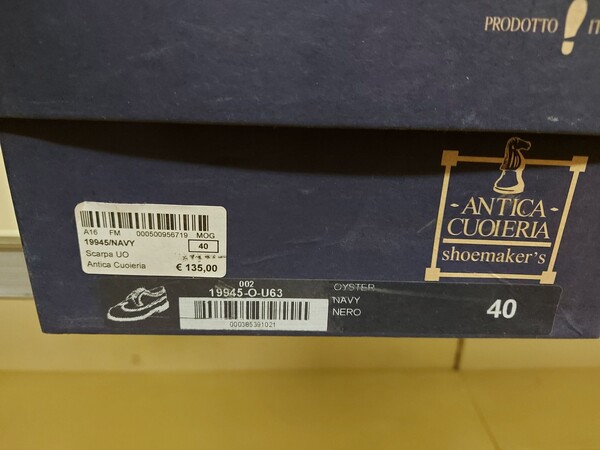 PRODOTTO
ANTICA
CUOIERIA
shoemaker's
A16 FM 000500956719 MOG
19945/NAVY 40
Scarpa UO
Antica Cuoieria € 135,00
002
19945-O-U63
000385391021
OYSTER
NAVY
NERO
40